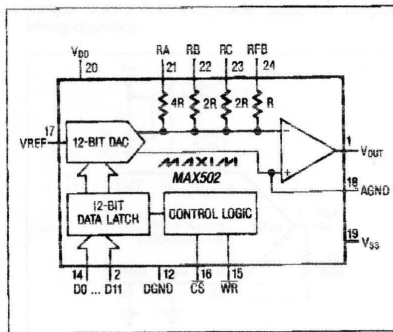 VDD RA RB RC RFB
20 21 22 23 24
4R 2R 2R R
17
VREF 12-BIT DAC
MAXIM
MAX502
1
VOUT
18
AGND
12-BIT
DATA LATCH
CONTROL LOGIC
19
VSS
14 2 12 16 15
D0 ... D11 DGND CS WR